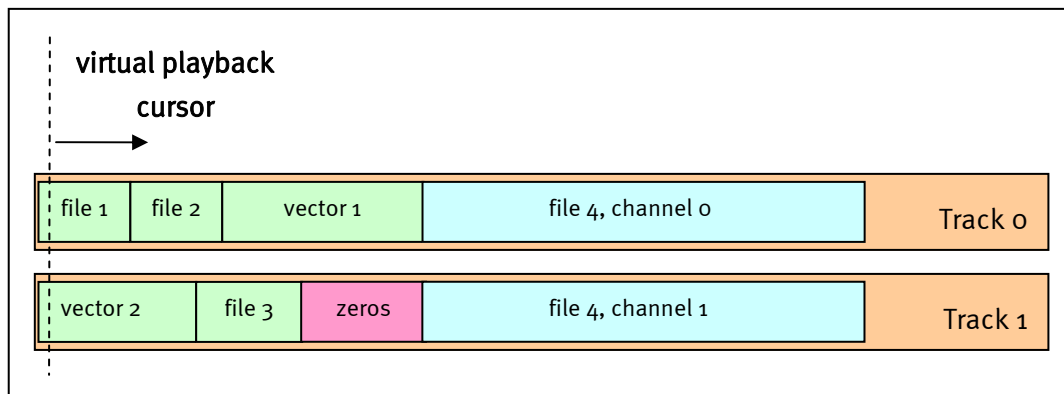 virtual playback
cursor
file 1 file 2 vector 1 file 4, channel 0 Track 0
vector 2 file 3 zeros file 4, channel 1 Track 1